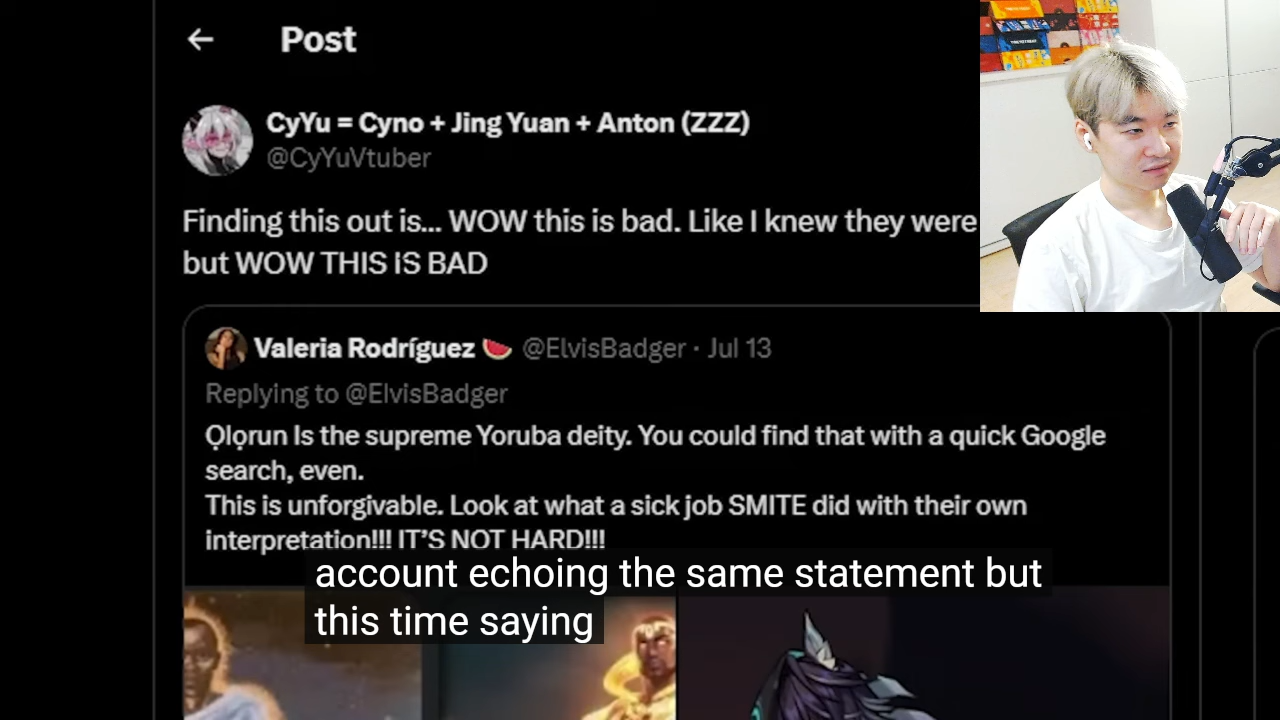 Post
CyYu = Cyno + Jing Yuan + Anton (ZZZ)
@CyYuVtuber
Finding this out is... WOW this is bad. Like I knew they were
but WOW THIS IS BAD
Valeria Rodríguez 🍉 @ElvisBadger · Jul 13
Replying to @ElvisBadger
Ọlọrun Is the supreme Yoruba deity. You could find that with a quick Google
search, even.
This is unforgivable. Look at what a sick job SMITE did with their own
interpretation!!! IT'S NOT HARD!!!
account echoing the same statement but
this time saying